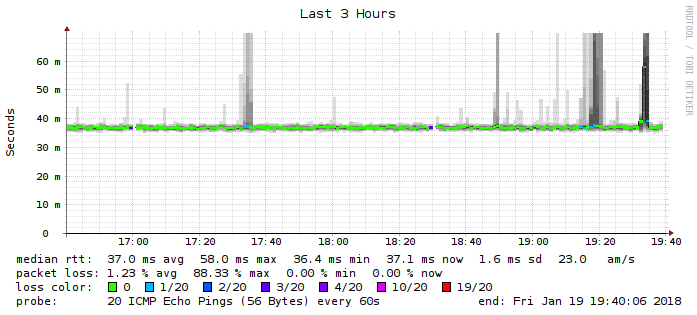 Last 3 Hours
RRDTOOL / TOBI OETIKER
Seconds
60 m
50 m
40 m
30 m
20 m
10 m
0
17:00 17:20 17:40 18:00 18:20 18:40 19:00 19:20 19:40
median rtt: 37.0 ms avg 58.0 ms max 36.4 ms min 37.1 ms now 1.6 ms sd 23.0 am/s
packet loss: 1.23 % avg 88.33 % max 0.00 % min 0.00 % now
loss color: 0 1/20 2/20 3/20 4/20 10/20 19/20
probe: 20 ICMP Echo Pings (56 Bytes) every 60s end: Fri Jan 19 19:40:06 2018